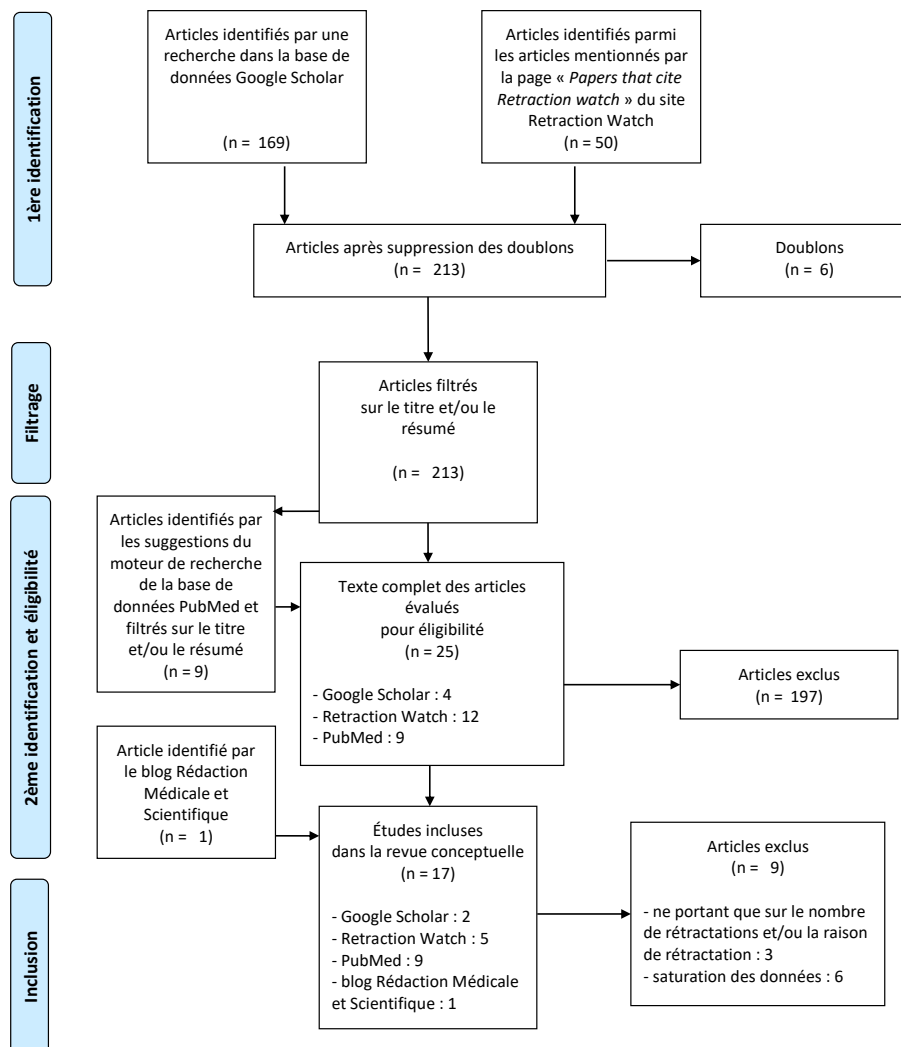 1ère identification
Articles identifiés par une
recherche dans la base de
données Google Scholar
(n = 169)
Articles identifiés parmi
les articles mentionnés par
la page « Papers that cite
Retraction watch » du site
Retraction Watch
(n = 50)
Articles après suppression des doublons
(n = 213)
Doublons
(n = 6)
Filtrage
Articles filtrés
sur le titre et/ou le
résumé
(n = 213)
2ème identification et éligibilité
Articles identifiés par
les suggestions du
moteur de recherche
de la base de
données PubMed et
filtrés sur le titre
et/ou le résumé
(n = 9)
Texte complet des articles
évalués
pour éligibilité
(n = 25)
- Google Scholar : 4
- Retraction Watch : 12
- PubMed : 9
Articles exclus
(n = 197)
Article identifié par
le blog Rédaction
Médicale et
Scientifique
(n = 1)
Inclusion
Études incluses
dans la revue conceptuelle
(n = 17)
- Google Scholar : 2
- Retraction Watch : 5
- PubMed : 9
- blog Rédaction Médicale
et Scientifique : 1
Articles exclus
(n = 9)
- ne portant que sur le nombre
de rétractations et/ou la raison
de rétractation : 3
- saturation des données : 6